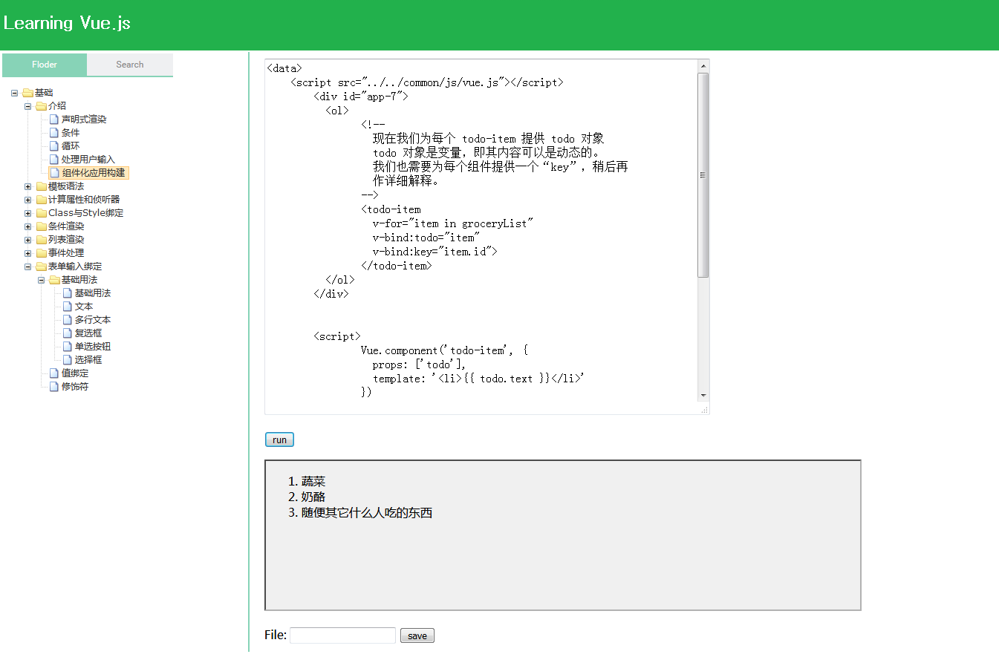 Learning Vue.js
Floder
Search
基础
介绍
声明式渲染
条件
循环
处理用户输入
组件化应用构建
模板语法
计算属性和侦听器
Class与Style绑定
条件渲染
列表渲染
事件处理
表单输入绑定
基础用法
基础用法
文本
多行文本
复选框
单选按钮
选择框
值绑定
修饰符
<data>
<script src="../../common/js/vue.js"></script>
<div id="app-7">
<ol>
<!--
现在我们为每个 todo-item 提供 todo 对象
todo 对象是变量，即其内容可以是动态的。
我们也需要为每个组件提供一个“key”，稍后再
作详细解释。
-->
<todo-item
v-for="item in groceryList"
v-bind:todo="item"
v-bind:key="item.id">
</todo-item>
</ol>
</div>
<script>
Vue.component('todo-item', {
props: ['todo'],
template: '<li>{{ todo.text }}</li>'
})
run
1. 蔬菜
2. 奶酪
3. 随便其它什么人吃的东西
File:
save